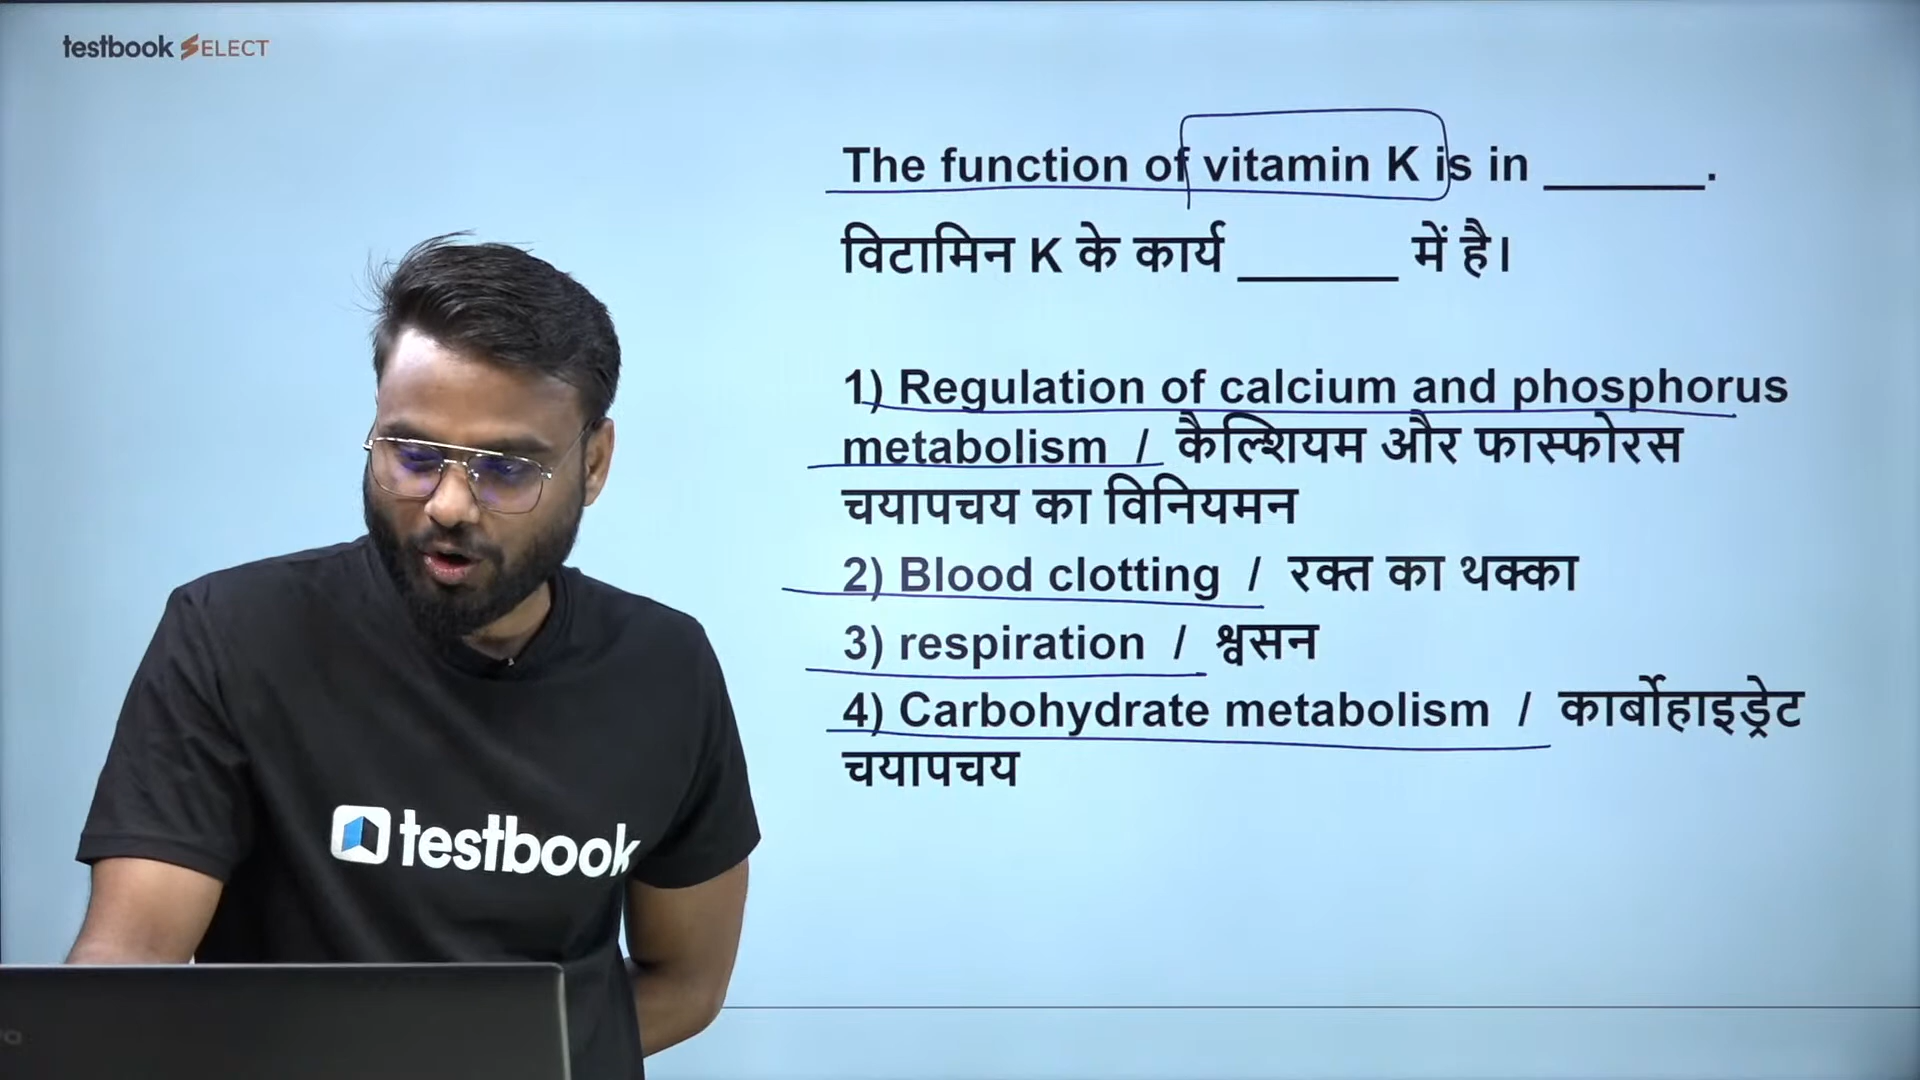 testbook SELECT
The function of vitamin K is in ______.
विटामिन K के कार्य ______ में है।
1) Regulation of calcium and phosphorus
metabolism / कैल्शियम और फास्फोरस
चयापचय का विनियमन
2) Blood clotting / रक्त का थक्का
3) respiration / श्वसन
4) Carbohydrate metabolism / कार्बोहाइड्रेट
चयापचय
testbook